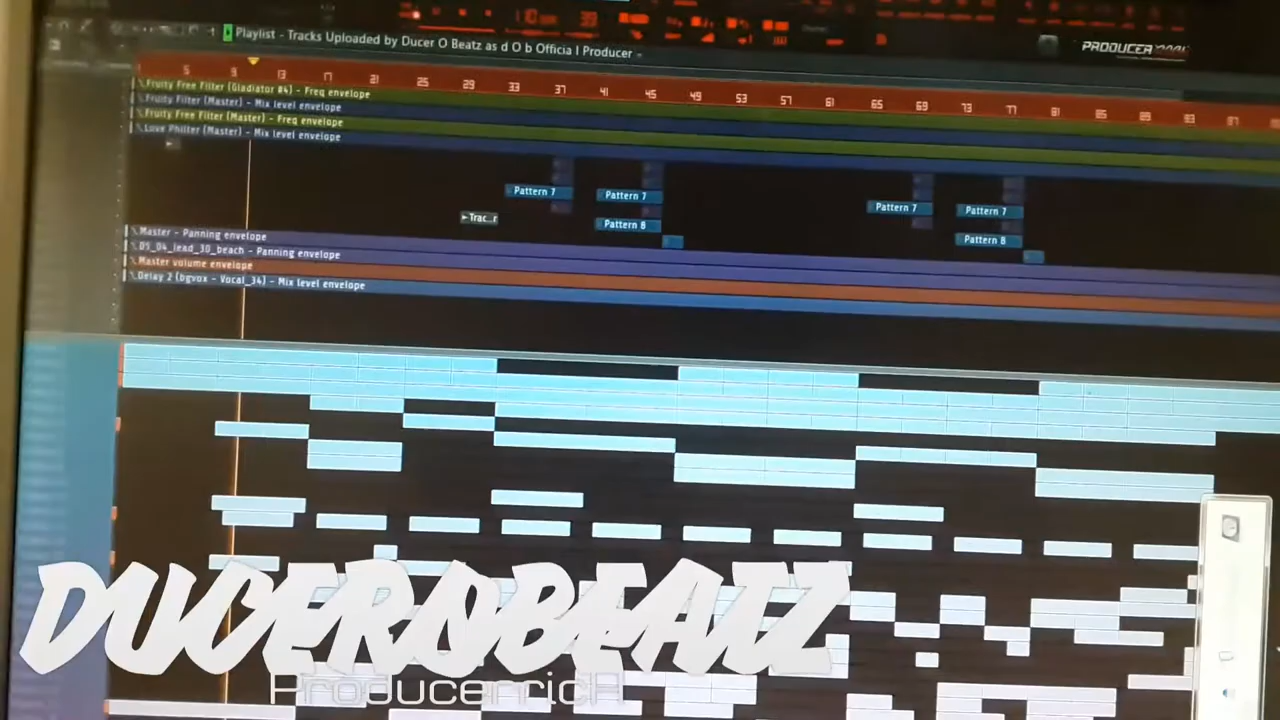 110 39
Playlist - Tracks Uploaded by Ducer O Beatz as d O b Officia l Producer
PRODUCER
5 9 13 17 21 25 29 33 37 41 45 49 53 57 61 65 69 73 77 81 85 89 93 97
Fruity Free Filter (Gladiator #4) - Freq envelope
Fruity Filter (Master) - Mix level envelope
Fruity Free Filter (Master) - Freq envelope
Love Philter (Master) - Mix level envelope
Pattern 7 Pattern 7 Pattern 7 Pattern 7
Trac..r Pattern 8 Pattern 8
Master - Panning envelope
05_04_lead_30_beach - Panning envelope
Master volume envelope
Delay 2 (bgvox - Vocal_34) - Mix level envelope
DUCEROBEATZ
ProducerricH